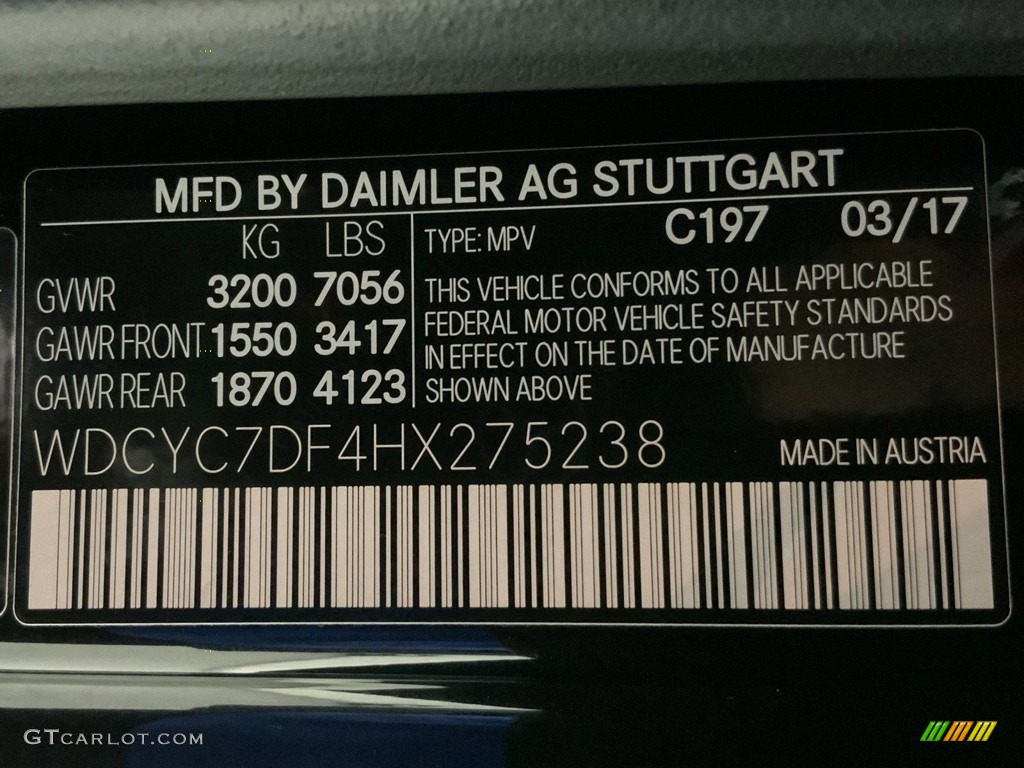 MFD BY DAIMLER AG STUTTGART
KG LBS
GVWR 3200 7056
GAWR FRONT 1550 3417
GAWR REAR 1870 4123
TYPE: MPV C197 03/17
THIS VEHICLE CONFORMS TO ALL APPLICABLE
FEDERAL MOTOR VEHICLE SAFETY STANDARDS
IN EFFECT ON THE DATE OF MANUFACTURE
SHOWN ABOVE
WDCYC7DF4HX275238 MADE IN AUSTRIA
GTCARLOT.COM